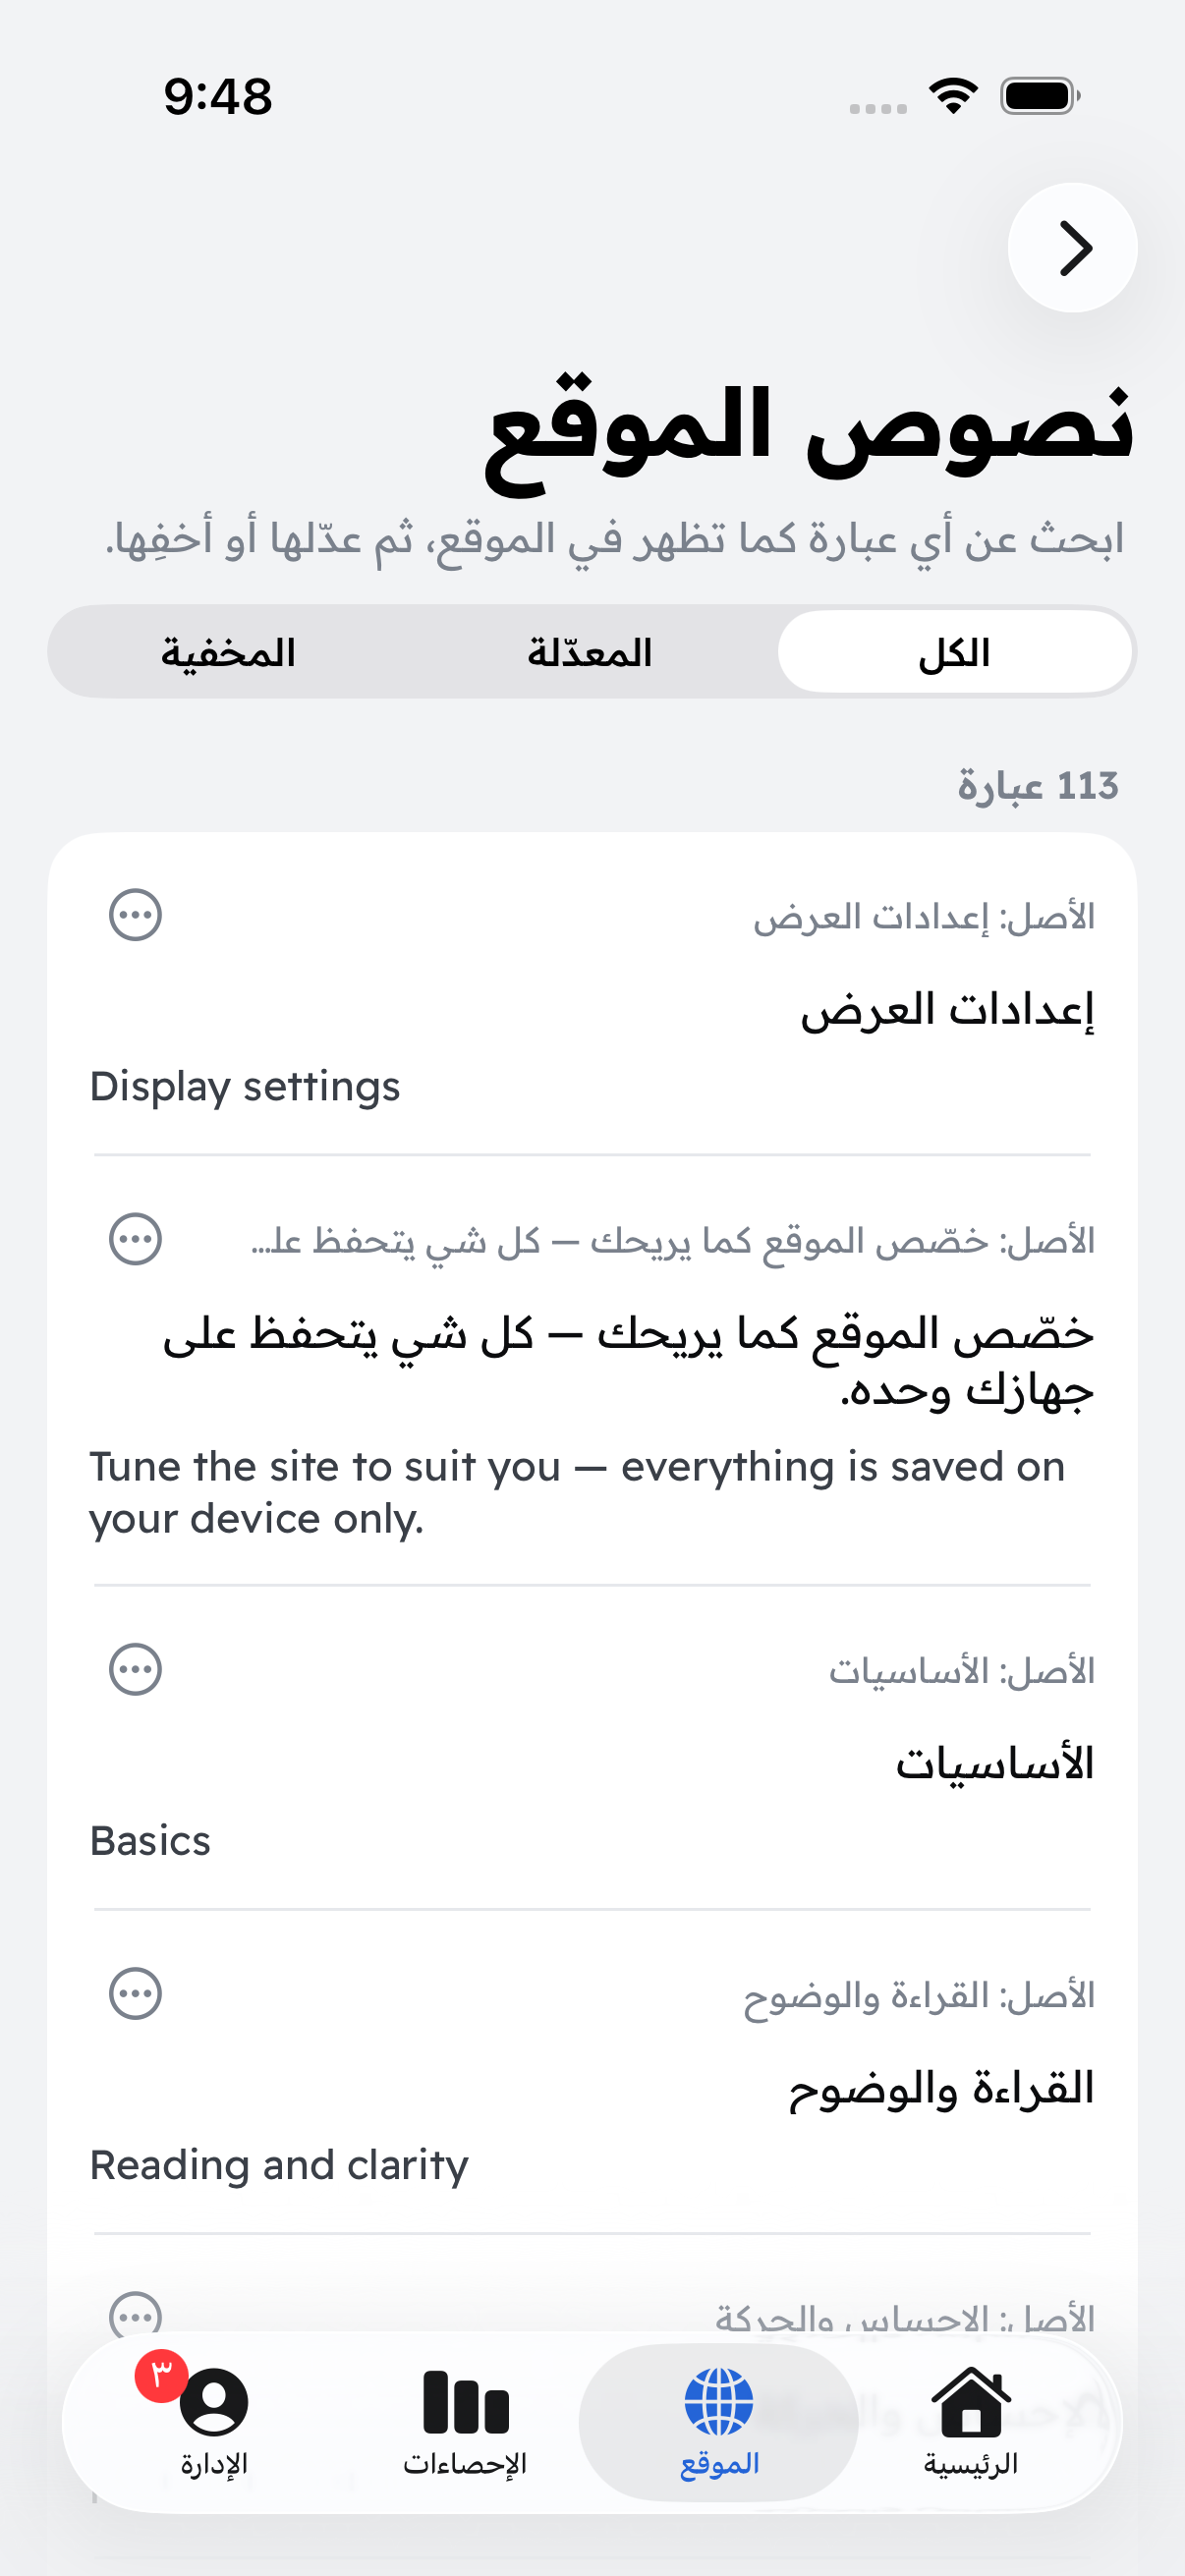 9:48
نصوص الموقع
ابحث عن أي عبارة كما تظهر في الموقع، ثم عدّلها أو أخفِها.
الكل
المعدّلة
المخفية
113 عبارة
الأصل: إعدادات العرض
إعدادات العرض
Display settings
الأصل: خصّص الموقع كما يريحك — كل شي يتحفظ علـ...
خصّص الموقع كما يريحك — كل شي يتحفظ على
جهازك وحده.
Tune the site to suit you — everything is saved on
your device only.
الأصل: الأساسيات
الأساسيات
Basics
الأصل: القراءة والوضوح
القراءة والوضوح
Reading and clarity
الأصل: الإحساس والحركة
الرئيسية
الموقع
الإحصاءات
الإدارة
٣